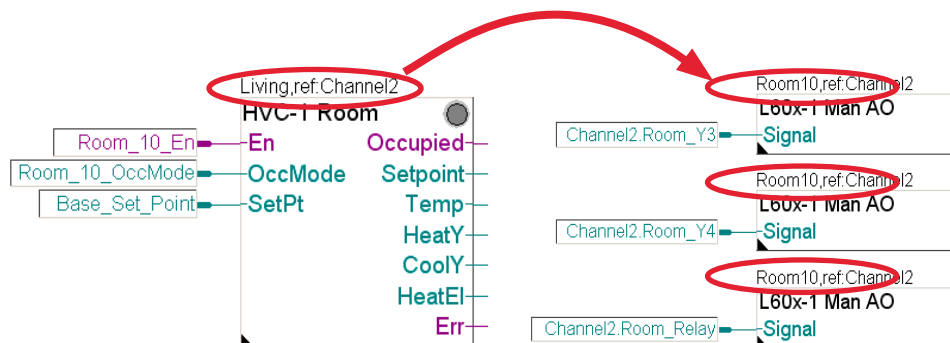 Living,ref:Channel2
HVC-1 Room
Room_10_En
En
Occupied
Room_10_OccMode
OccMode
Setpoint
Base_Set_Point
SetPt
Temp
HeatY
CoolY
HeatEl
Err
Room10,ref:Channel2
L60x-1 Man AO
Channel2.Room_Y3
Signal
Room10,ref:Channel2
L60x-1 Man AO
Channel2.Room_Y4
Signal
Room10,ref:Channel2
L60x-1 Man AO
Channel2.Room_Relay
Signal